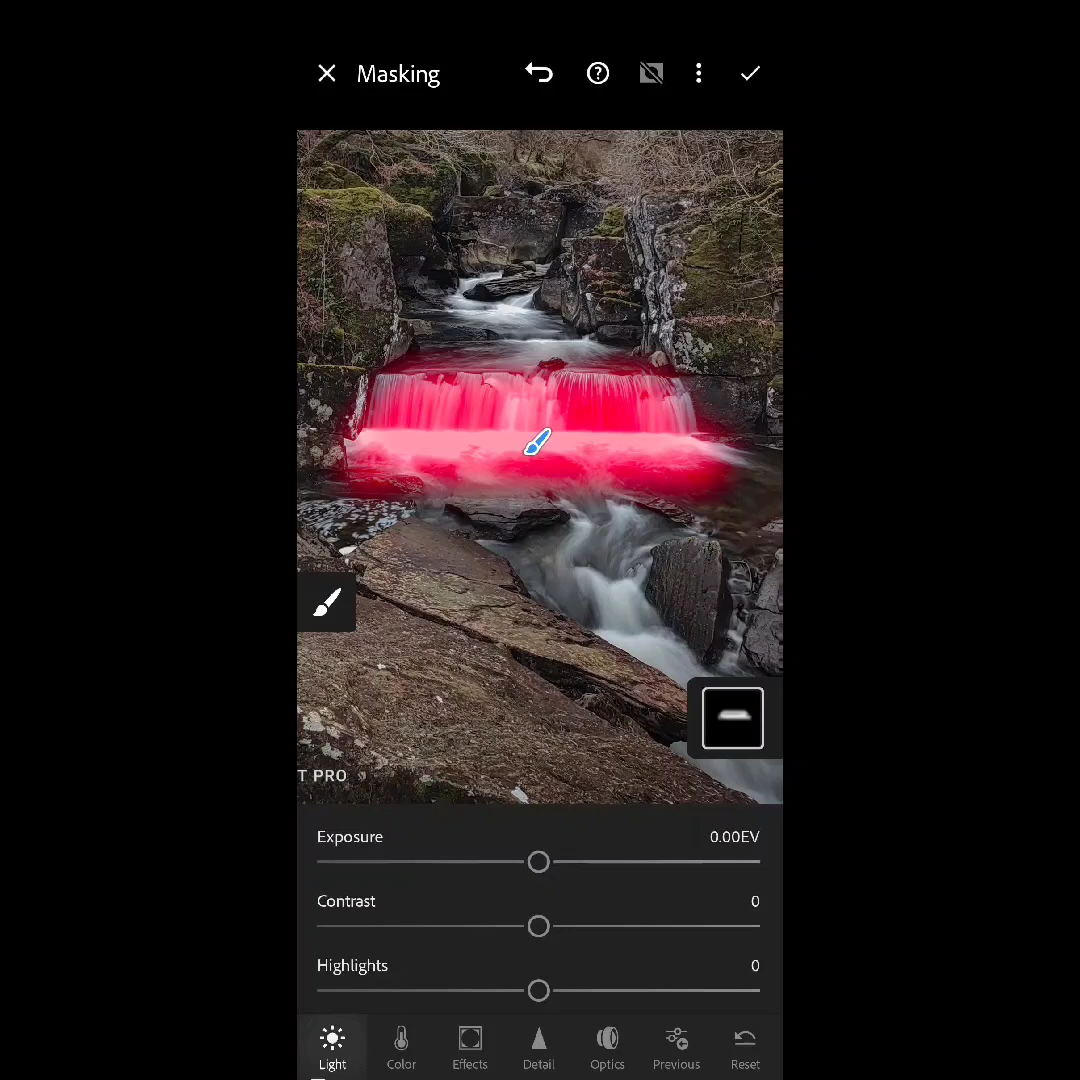 Masking
T PRO
Exposure 0.00EV
Contrast 0
Highlights 0
Light Color Effects Detail Optics Previous Reset